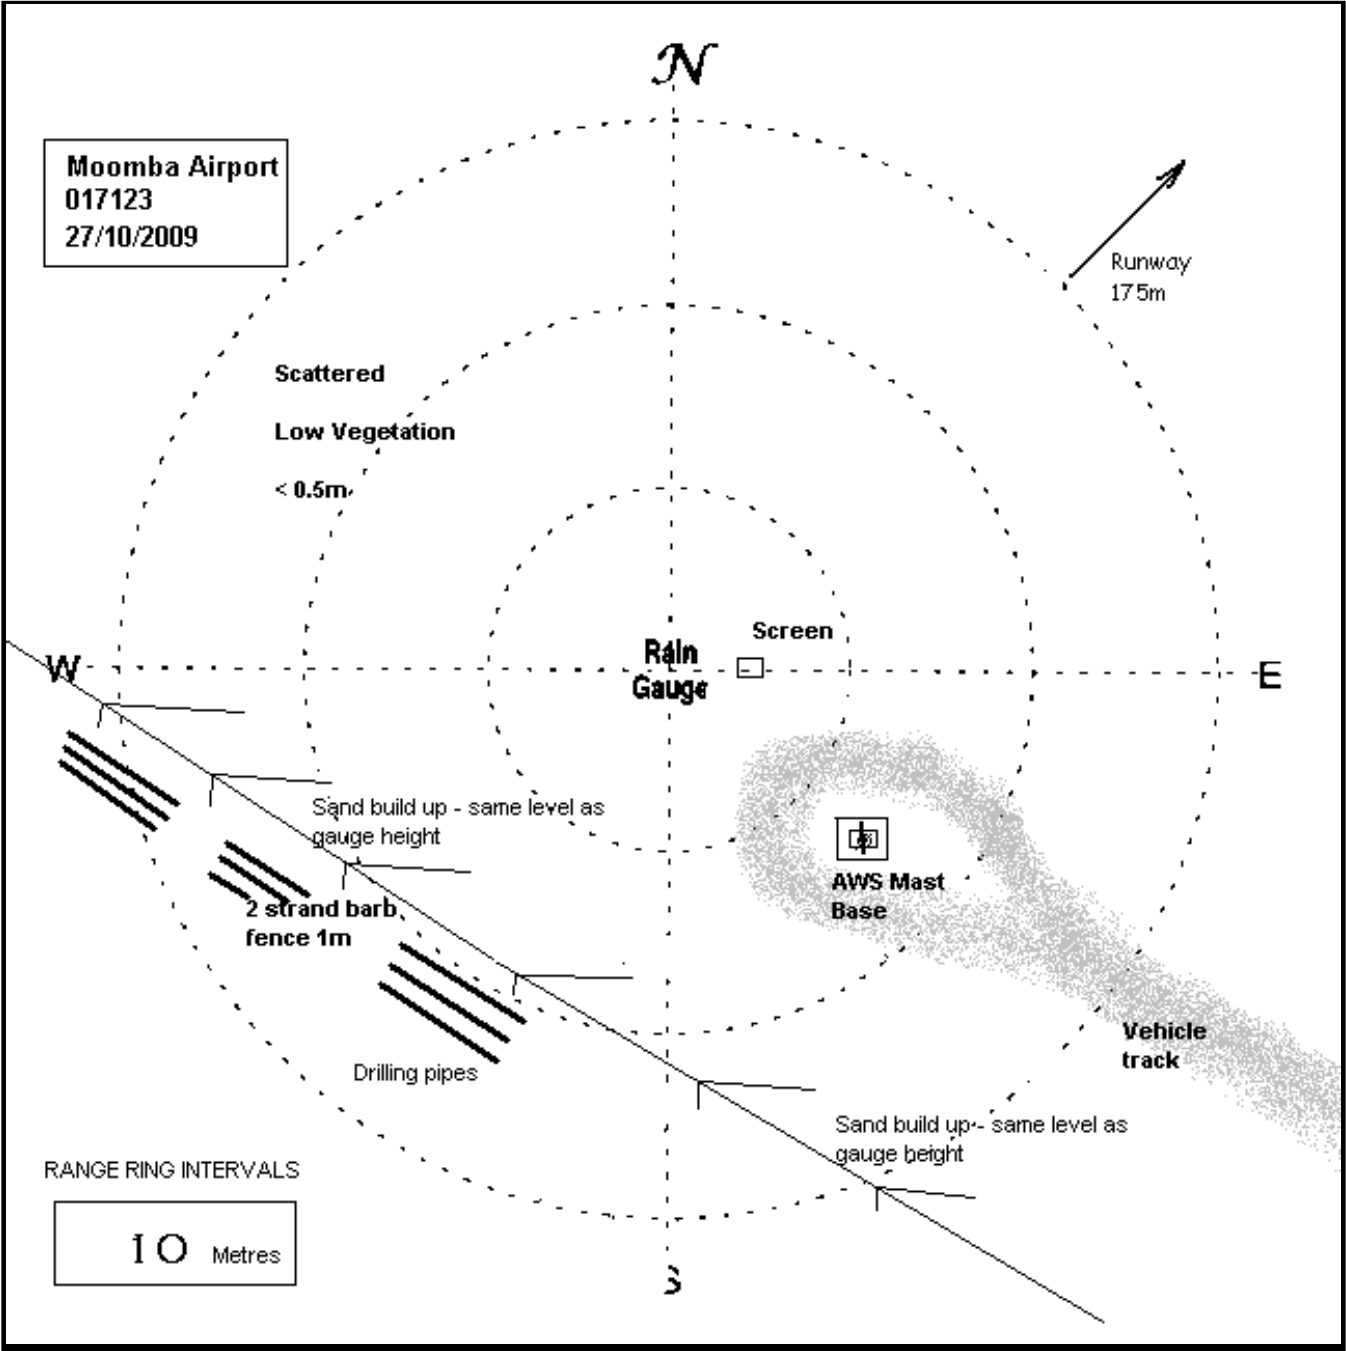 N
Moomba Airport
017123
27/10/2009
Runway
175m
Scattered
Low Vegetation
< 0.5m
Screen
Rain
Gauge
W
E
Sand build up - same level as
gauge height
AWS Mast
Base
2 strand barb
fence 1m
Vehicle
track
Drilling pipes
Sand build up - same level as
gauge height
RANGE RING INTERVALS
10 Metres
S